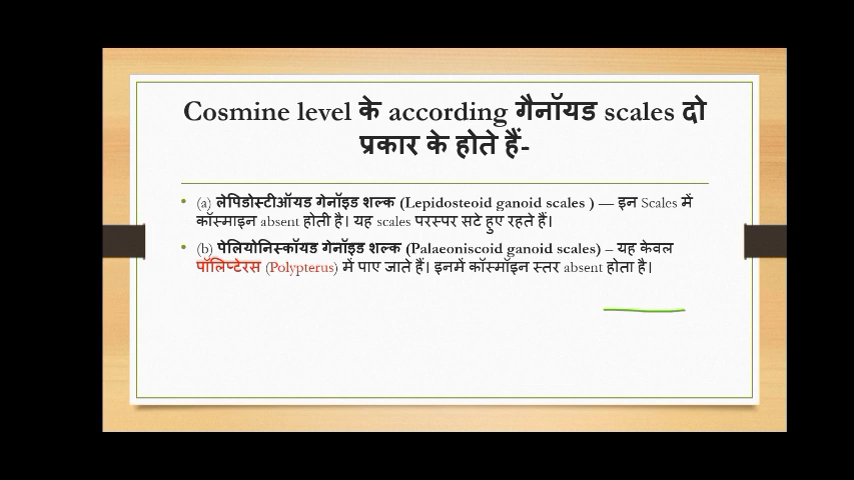 Cosmine level के according गैनॉयड scales दो
प्रकार के होते हैं-
• (a) लेपिडोस्टीऑयड गेनॉइड शल्क (Lepidosteoid ganoid scales ) — इन Scales में
कॉस्माइन absent होती है। यह scales परस्पर सटे हुए रहते हैं।
• (b) पेलियोनिस्कॉयड गेनॉइड शल्क (Palaeoniscoid ganoid scales) – यह केवल
पॉलिप्टेरस (Polypterus) में पाए जाते हैं। इनमें कॉस्मॉइन स्तर absent होता है।